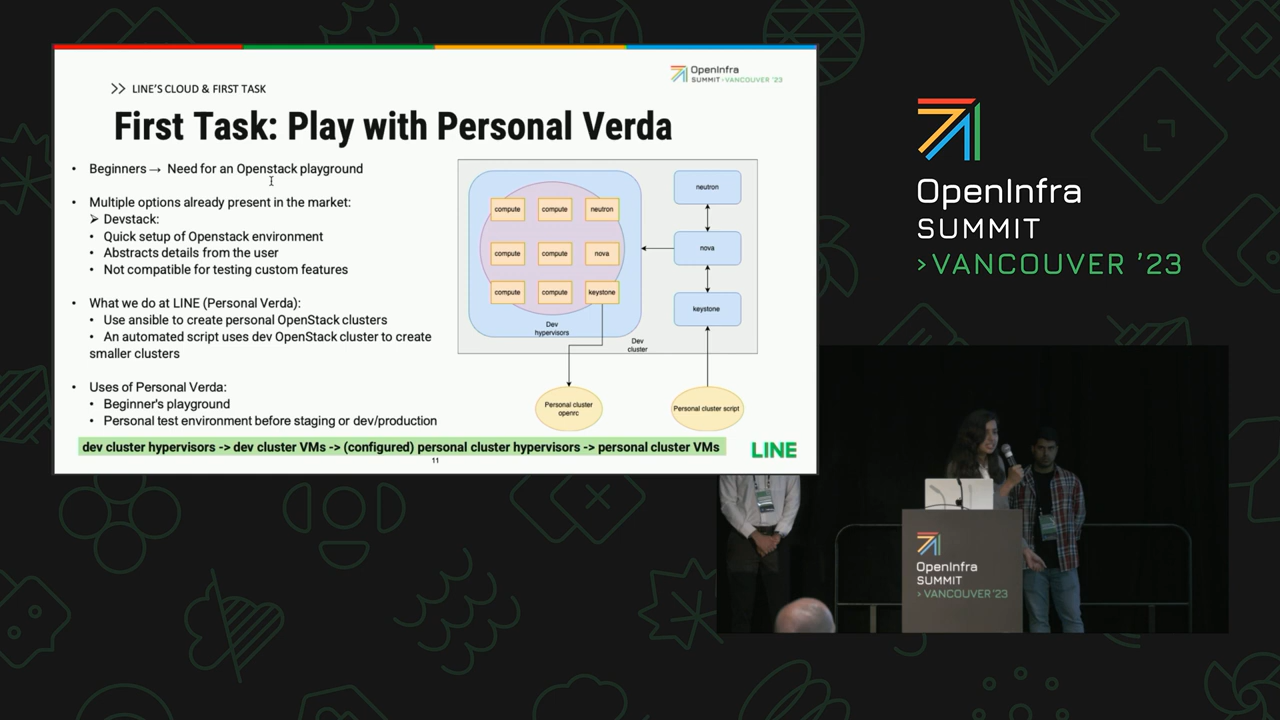 OpenInfra
SUMMIT >VANCOUVER '23
>> LINE'S CLOUD & FIRST TASK
First Task: Play with Personal Verda
• Beginners → Need for an Openstack playground
• Multiple options already present in the market:
➢ Devstack:
• Quick setup of Openstack environment
• Abstracts details from the user
• Not compatible for testing custom features
• What we do at LINE (Personal Verda):
• Use ansible to create personal OpenStack clusters
• An automated script uses dev OpenStack cluster to create
smaller clusters
• Uses of Personal Verda:
• Beginner's playground
• Personal test environment before staging or dev/production
compute compute neutron
compute compute nova
compute compute keystone
Dev
hypervisors
Dev
cluster
neutron
nova
keystone
Personal cluster
openrc
Personal cluster script
dev cluster hypervisors -> dev cluster VMs -> (configured) personal cluster hypervisors -> personal cluster VMs
LINE
11
OpenInfra
SUMMIT
>VANCOUVER '23
OpenInfra
SUMMIT
>VANCOUVER '23